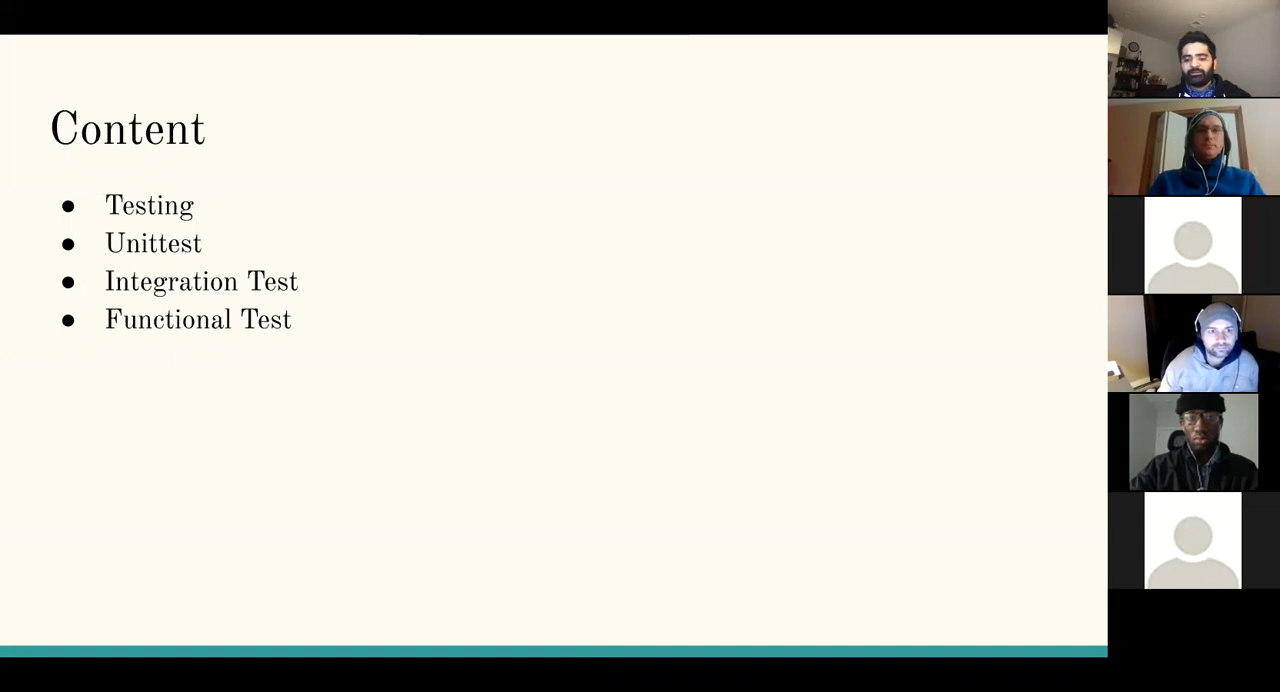 Content
● Testing
● Unittest
● Integration Test
● Functional Test